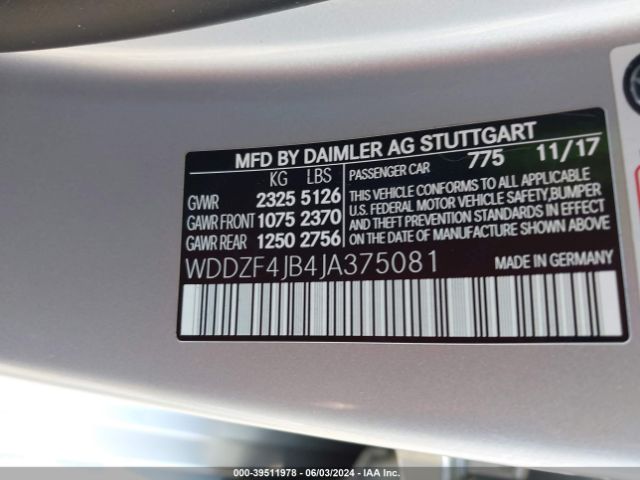 MFD BY DAIMLER AG STUTTGART
KG LBS PASSENGER CAR 775 11/17
GVWR 2325 5126
GAWR FRONT 1075 2370
GAWR REAR 1250 2756
THIS VEHICLE CONFORMS TO ALL APPLICABLE
U.S. FEDERAL MOTOR VEHICLE SAFETY,BUMPER
AND THEFT PREVENTION STANDARDS IN EFFECT
ON THE DATE OF MANUFACTURE SHOWN ABOVE.
WDDZF4JB4JA375081 MADE IN GERMANY
000-39511978 - 06/03/2024 - IAA Inc.